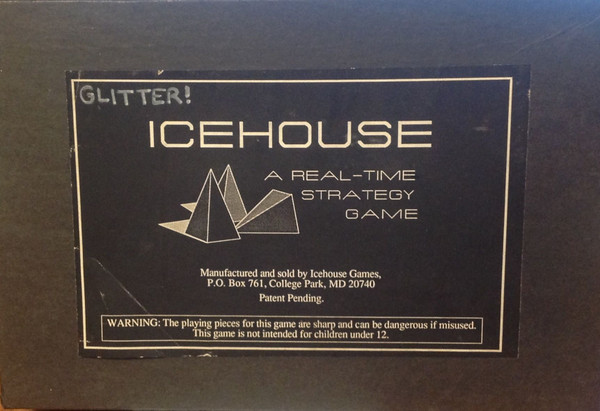 GLITTER!
ICEHOUSE
A REAL-TIME
STRATEGY
GAME
Manufactured and sold by Icehouse Games,
P.O. Box 761, College Park, MD 20740
Patent Pending.
WARNING: The playing pieces for this game are sharp and can be dangerous if misused.
This game is not intended for children under 12.